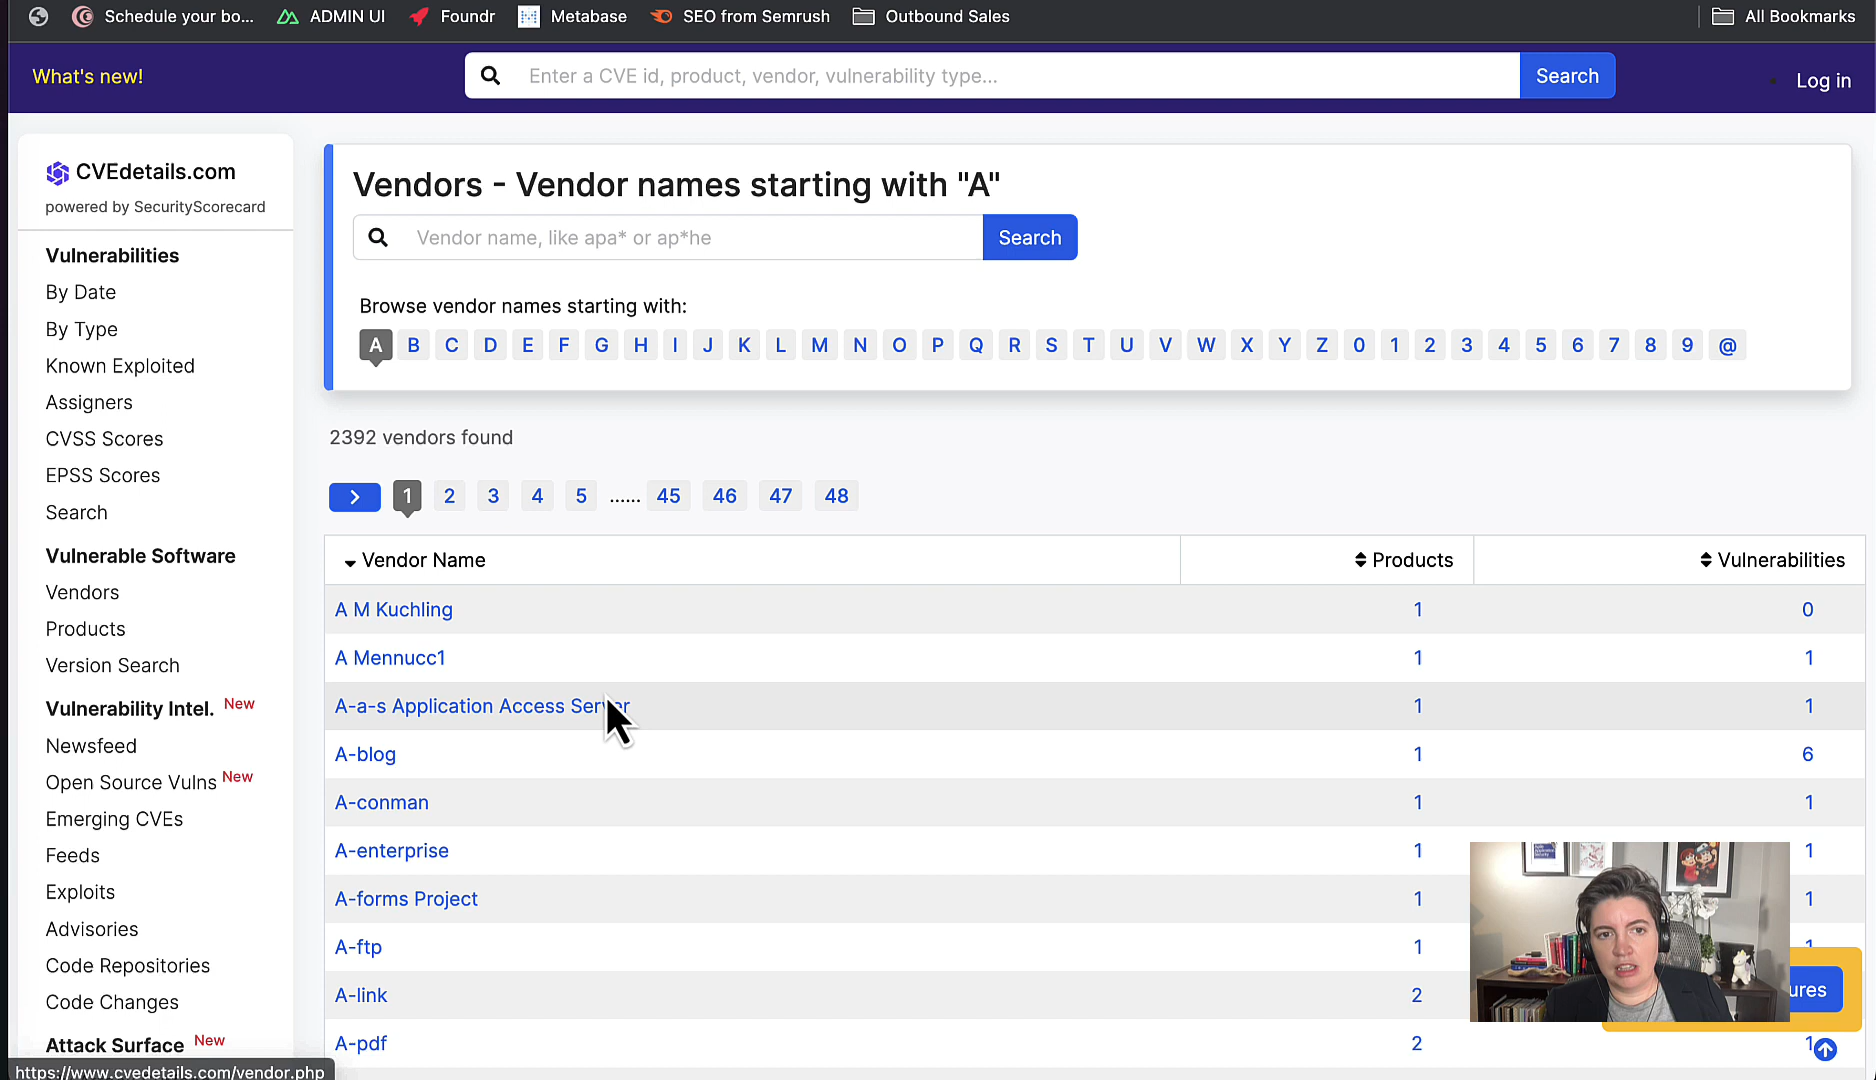 Schedule your bo... ADMIN UI Foundr Metabase SEO from Semrush Outbound Sales All Bookmarks
What's new! Enter a CVE id, product, vendor, vulnerability type... Search Log in
CVEdetails.com
powered by SecurityScorecard
Vulnerabilities
By Date
By Type
Known Exploited
Assigners
CVSS Scores
EPSS Scores
Search
Vulnerable Software
Vendors
Products
Version Search
Vulnerability Intel. New
Newsfeed
Open Source Vulns New
Emerging CVEs
Feeds
Exploits
Advisories
Code Repositories
Code Changes
Attack Surface New
https://www.cvedetails.com/vendor.php
Vendors - Vendor names starting with "A"
Vendor name, like apa* or ap*he Search
Browse vendor names starting with:
A B C D E F G H I J K L M N O P Q R S T U V W X Y Z 0 1 2 3 4 5 6 7 8 9 @
2392 vendors found
1 2 3 4 5 ...... 45 46 47 48
Vendor Name Products Vulnerabilities
A M Kuchling 1 0
A Mennucc1 1 1
A-a-s Application Access Server 1 1
A-blog 1 6
A-conman 1 1
A-enterprise 1 1
A-forms Project 1 1
A-ftp 1 1
A-link 2
A-pdf 2 1